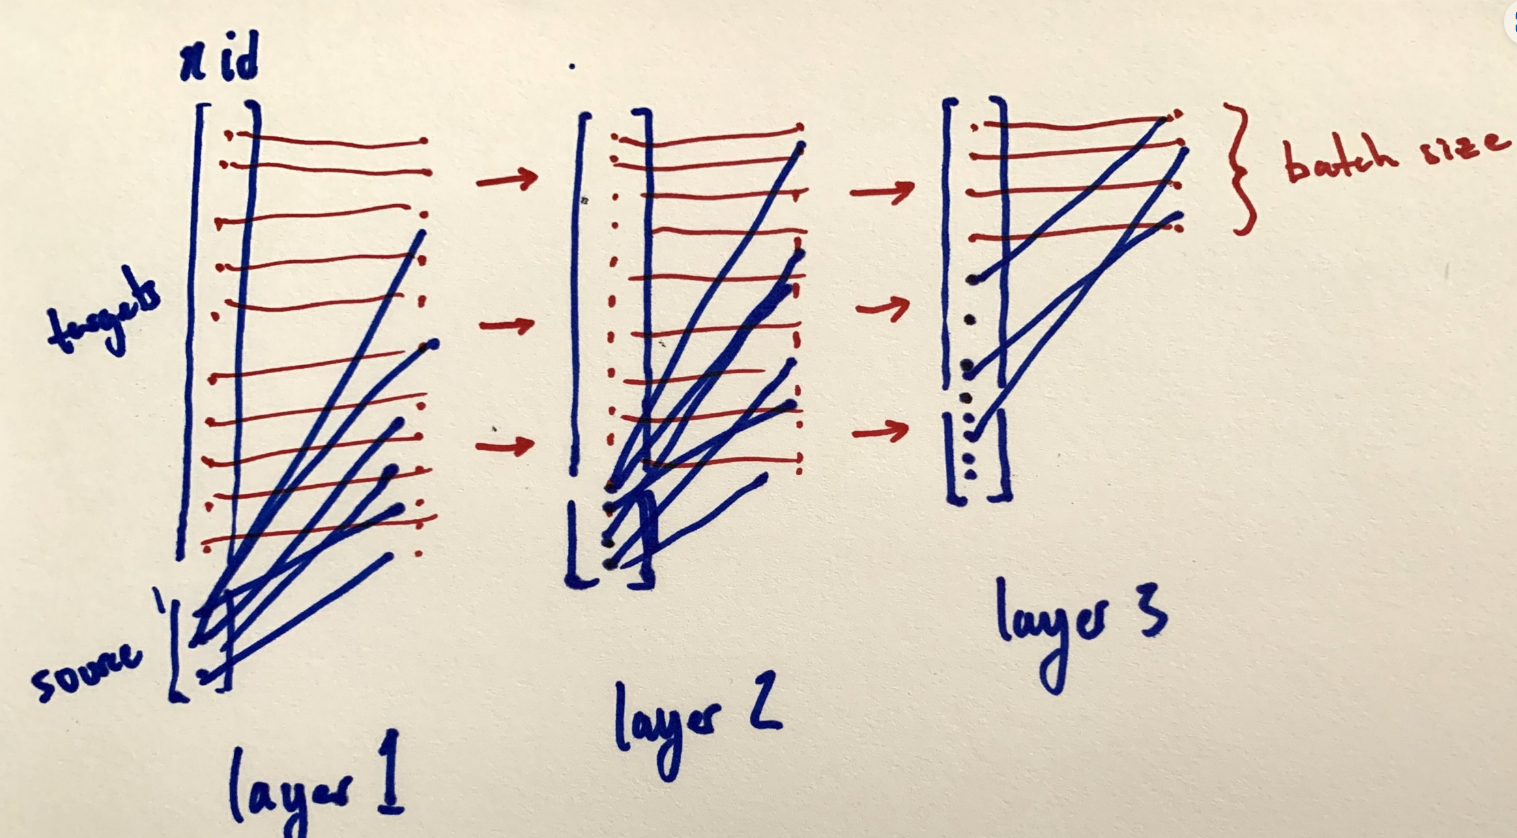 n id
batch size
targets
source
layer 1
layer 2
layer 3